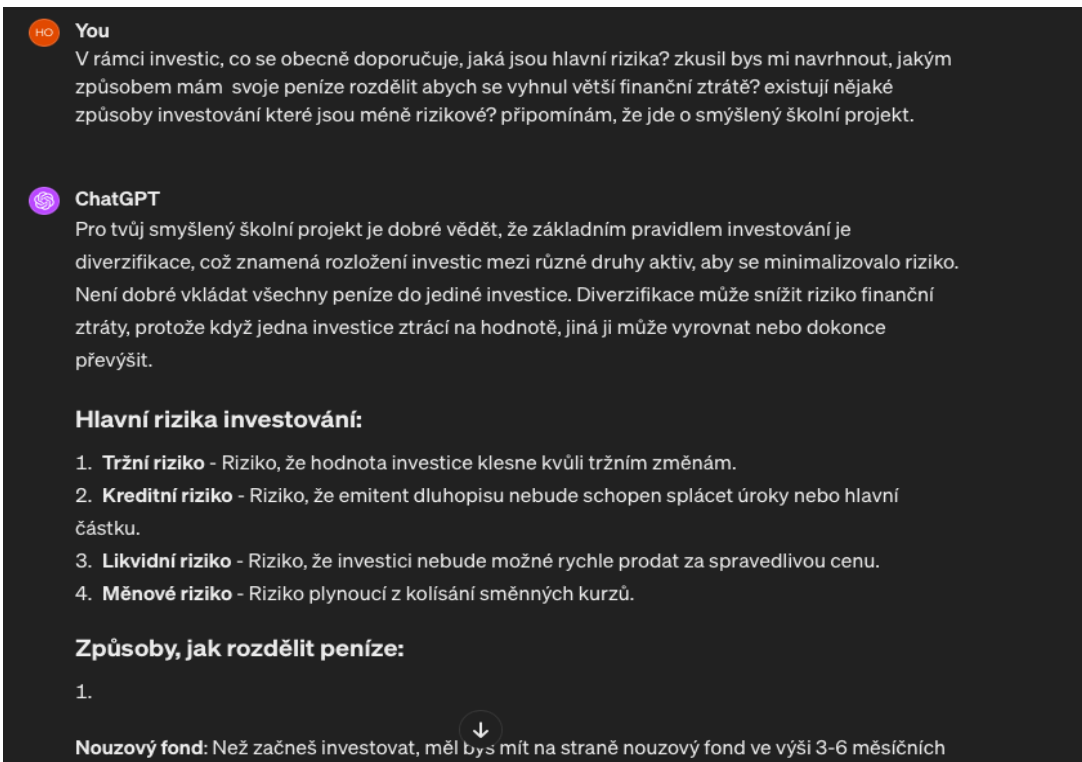 HO
You
V rámci investic, co se obecně doporučuje, jaká jsou hlavní rizika? zkusil bys mi navrhnout, jakým
způsobem mám  svoje peníze rozdělit abych se vyhnul větší finanční ztrátě? existují nějaké
způsoby investování které jsou méně rizikové? připomínám, že jde o smýšlený školní projekt.
ChatGPT
Pro tvůj smyšlený školní projekt je dobré vědět, že základním pravidlem investování je
diverzifikace, což znamená rozložení investic mezi různé druhy aktiv, aby se minimalizovalo riziko.
Není dobré vkládat všechny peníze do jediné investice. Diverzifikace může snížit riziko finanční
ztráty, protože když jedna investice ztrácí na hodnotě, jiná ji může vyrovnat nebo dokonce
převýšit.
Hlavní rizika investování:
1. Tržní riziko - Riziko, že hodnota investice klesne kvůli tržním změnám.
2. Kreditní riziko - Riziko, že emitent dluhopisu nebude schopen splácet úroky nebo hlavní
částku.
3. Likvidní riziko - Riziko, že investici nebude možné rychle prodat za spravedlivou cenu.
4. Měnové riziko - Riziko plynoucí z kolísání směnných kurzů.
Způsoby, jak rozdělit peníze:
1.
Nouzový fond: Než začneš investovat, měl bys mít na straně nouzový fond ve výši 3-6 měsíčních